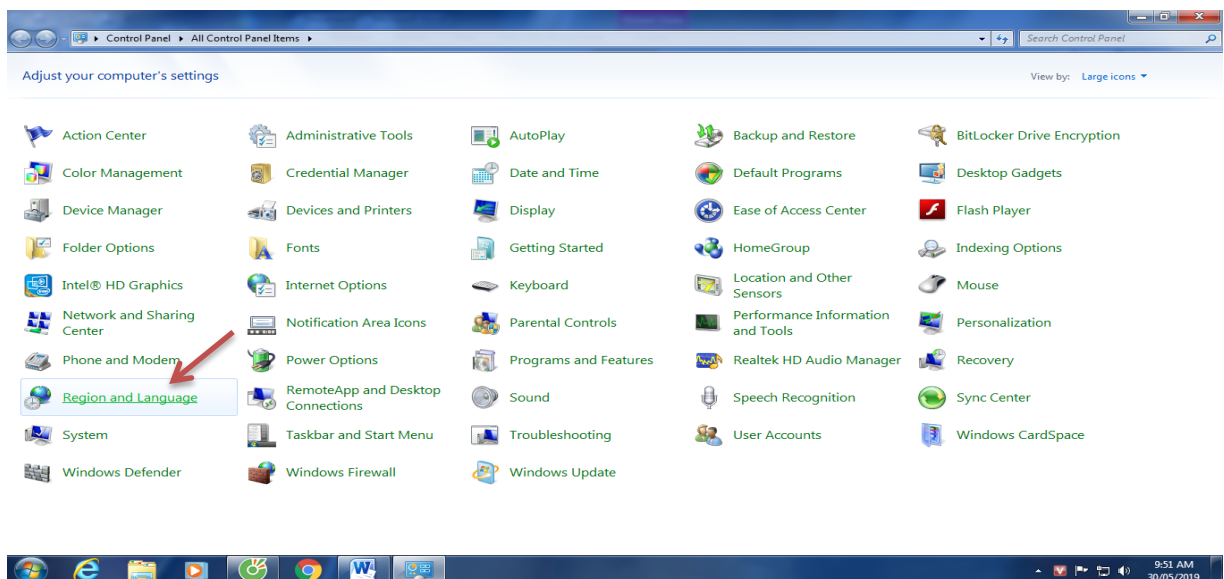 Control Panel ▸ All Control Panel Items ▸
Search Control Panel
Adjust your computer's settings
View by: Large icons
Action Center
Administrative Tools
AutoPlay
Backup and Restore
BitLocker Drive Encryption
Color Management
Credential Manager
Date and Time
Default Programs
Desktop Gadgets
Device Manager
Devices and Printers
Display
Ease of Access Center
Flash Player
Folder Options
Fonts
Getting Started
HomeGroup
Indexing Options
Intel® HD Graphics
Internet Options
Keyboard
Location and Other
Sensors
Mouse
Network and Sharing
Center
Notification Area Icons
Parental Controls
Performance Information
and Tools
Personalization
Phone and Modem
Power Options
Programs and Features
Realtek HD Audio Manager
Recovery
Region and Language
RemoteApp and Desktop
Connections
Sound
Speech Recognition
Sync Center
System
Taskbar and Start Menu
Troubleshooting
User Accounts
Windows CardSpace
Windows Defender
Windows Firewall
Windows Update
9:51 AM
30/05/2019